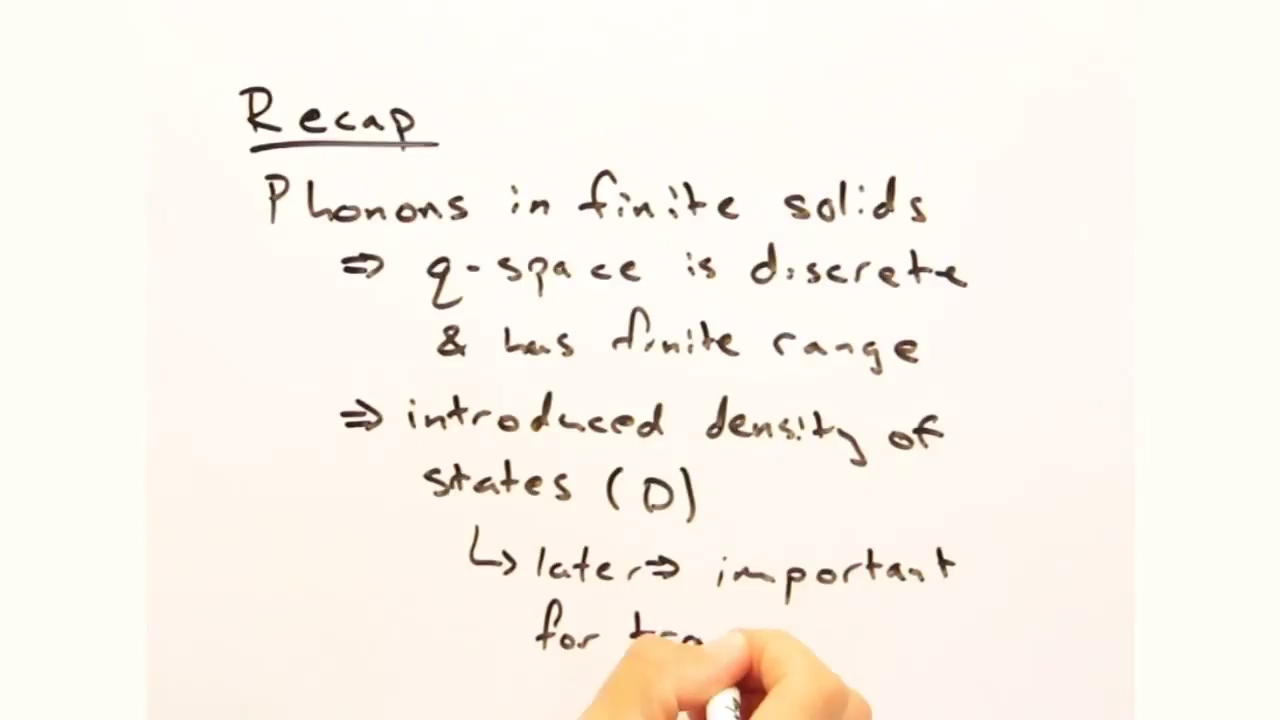 Recap
Phonons in finite solids
⇒ q-space is discrete
& has finite range
⇒ introduced density of
states (D)
↳ later ⇒ important
for